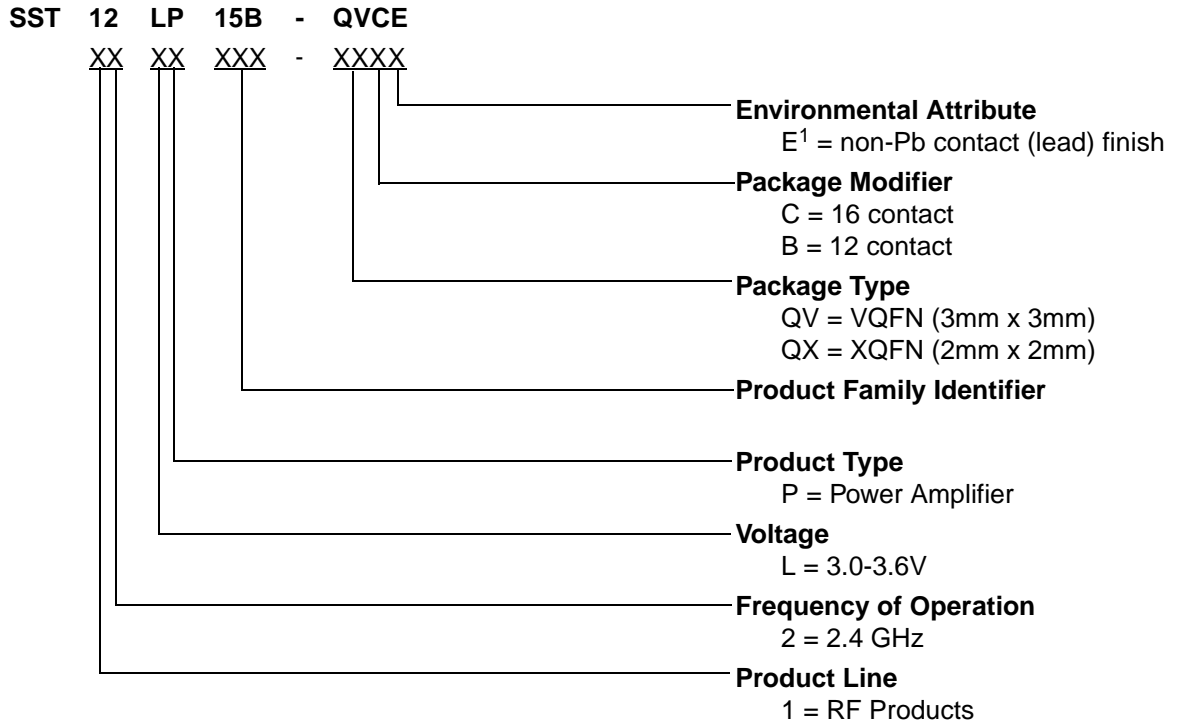 SST 12 LP 15B - QVCE
XX XX XXX - XXXX
Environmental Attribute
E1 = non-Pb contact (lead) finish
Package Modifier
C = 16 contact
B = 12 contact
Package Type
QV = VQFN (3mm x 3mm)
QX = XQFN (2mm x 2mm)
Product Family Identifier
Product Type
P = Power Amplifier
Voltage
L = 3.0-3.6V
Frequency of Operation
2 = 2.4 GHz
Product Line
1 = RF Products